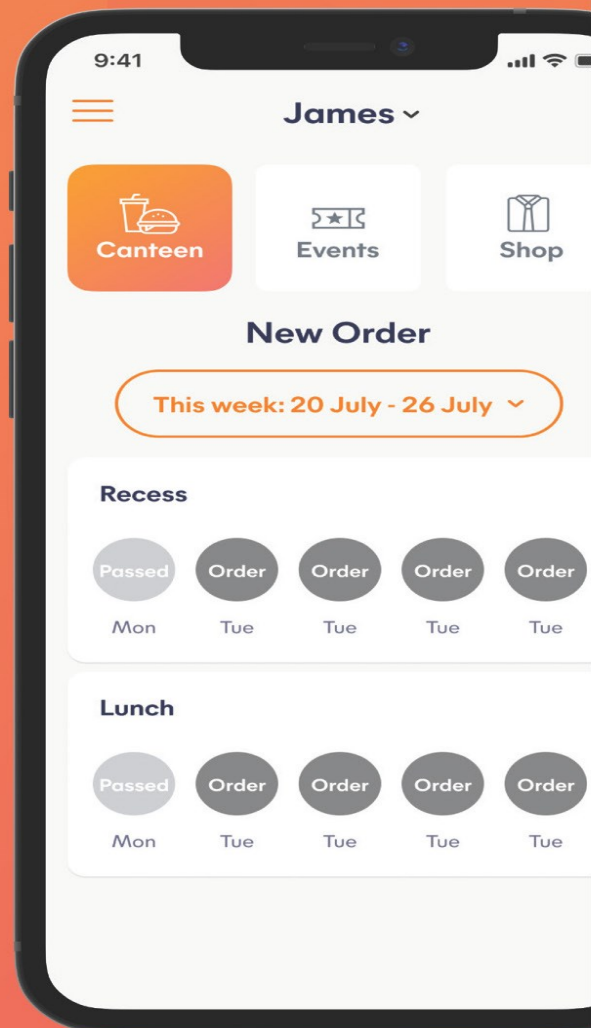 9:41
James
Canteen Events Shop
New Order
This week: 20 July - 26 July
Recess
Passed Order Order Order Order
Mon Tue Tue Tue Tue
Lunch
Passed Order Order Order Order
Mon Tue Tue Tue Tue